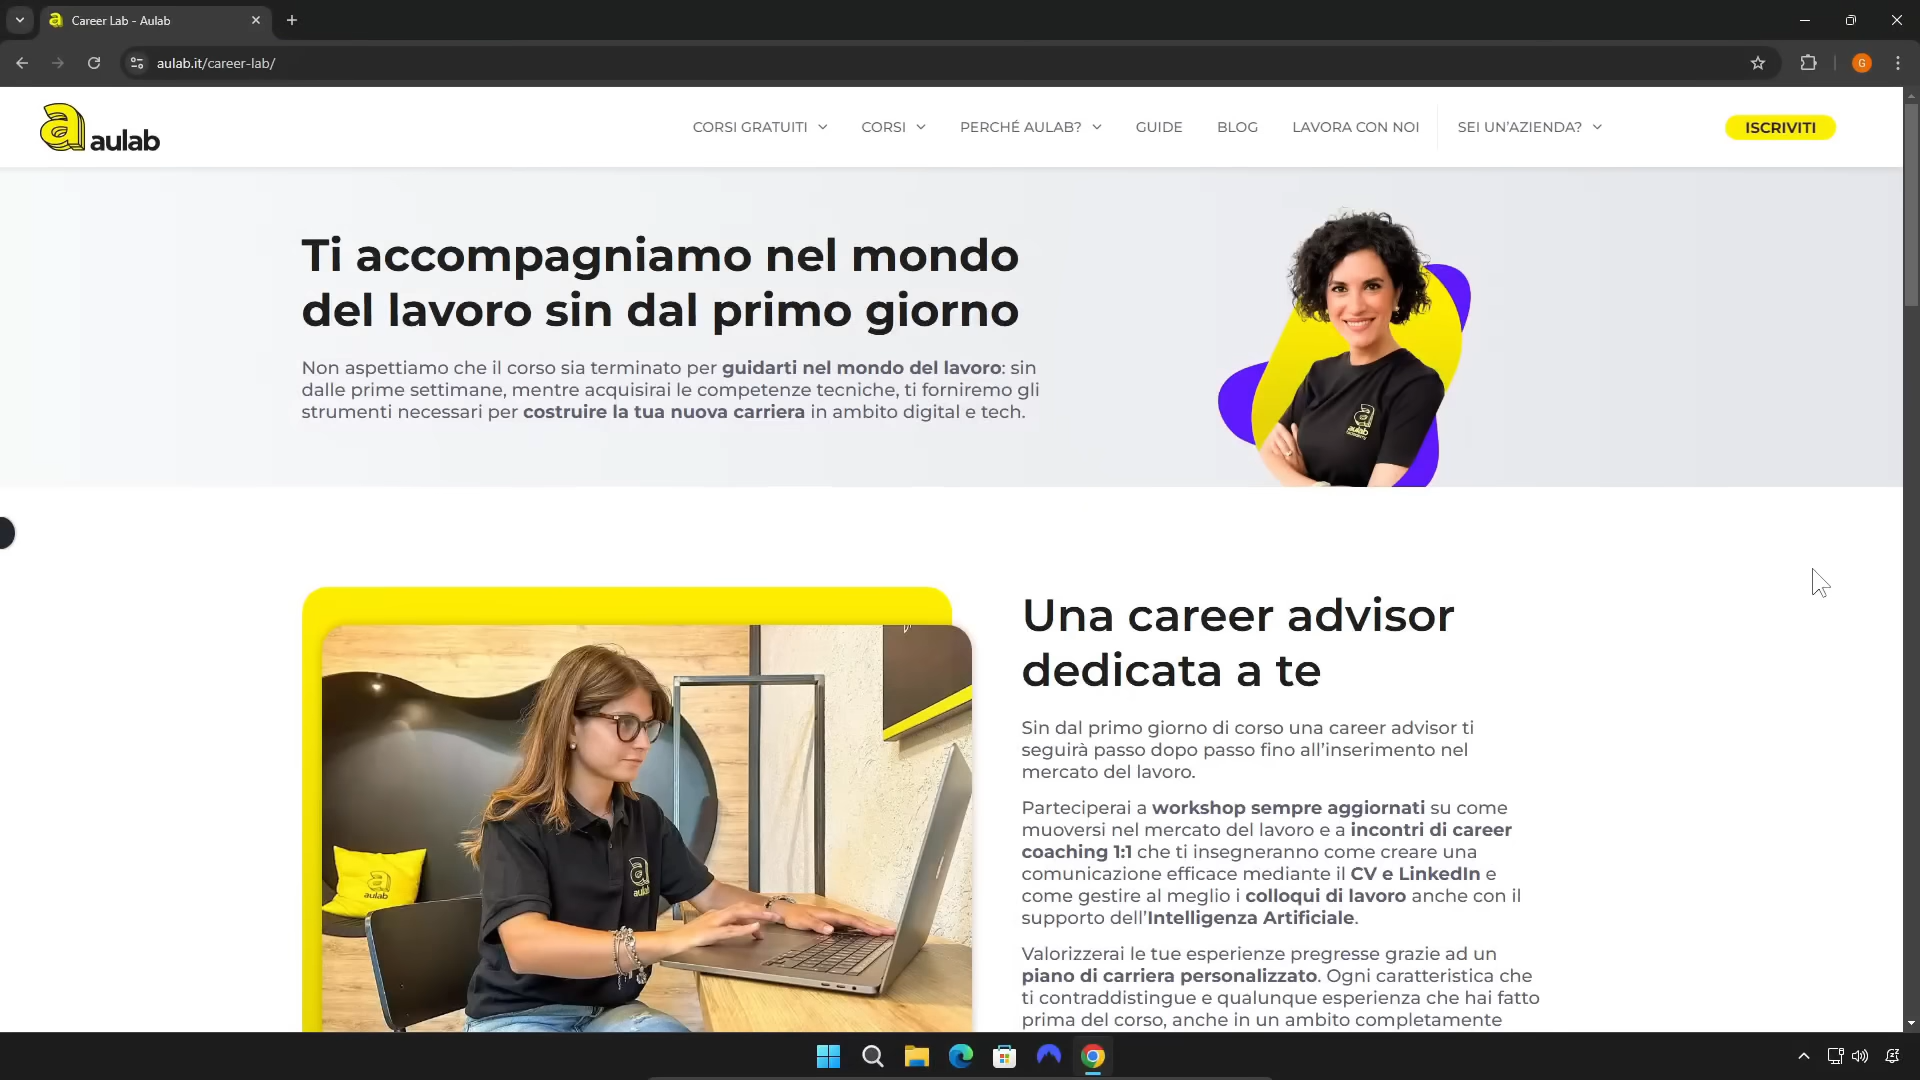 Career Lab - Aulab
aulab.it/career-lab/
G
aulab
CORSI GRATUITI
CORSI
PERCHÉ AULAB?
GUIDE
BLOG
LAVORA CON NOI
SEI UN'AZIENDA?
ISCRIVITI
Ti accompagniamo nel mondo
del lavoro sin dal primo giorno
Non aspettiamo che il corso sia terminato per guidarti nel mondo del lavoro: sin
dalle prime settimane, mentre acquisirai le competenze tecniche, ti forniremo gli
strumenti necessari per costruire la tua nuova carriera in ambito digital e tech.
aulab
Una career advisor
dedicata a te
Sin dal primo giorno di corso una career advisor ti
seguirà passo dopo passo fino all'inserimento nel
mercato del lavoro.
Parteciperai a workshop sempre aggiornati su come
muoversi nel mercato del lavoro e a incontri di career
coaching 1:1 che ti insegneranno come creare una
comunicazione efficace mediante il CV e LinkedIn e
come gestire al meglio i colloqui di lavoro anche con il
supporto dell'Intelligenza Artificiale.
Valorizzerai le tue esperienze pregresse grazie ad un
piano di carriera personalizzato. Ogni caratteristica che
ti contraddistingue e qualunque esperienza che hai fatto
prima del corso, anche in un ambito completamente
aulab
aulab